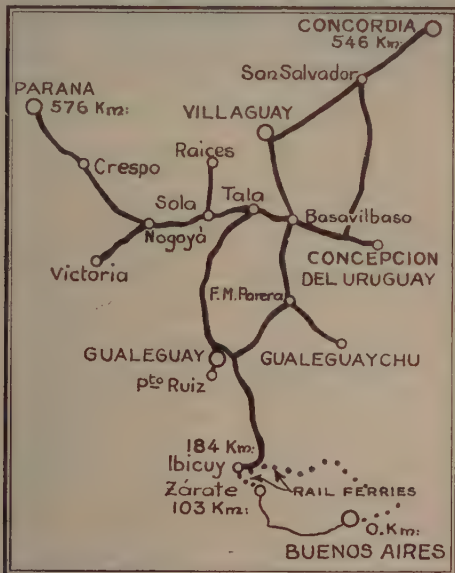 CONCORDIA
546 Km:
San Salvador
PARANA
576 Km:
VILLAGUAY
Crespo
Raices
Sola
Tala
Basavilbaso
Nogoyà
CONCEPCION
DEL URUGUAY
Victoria
F.M.Parera
GUALEGUAY
GUALEGUAYCHU
Pto Ruiz
184 Km:
Ibicuy
Zárate
RAIL FERRIES
103 Km:
0.Km:
BUENOS AIRES